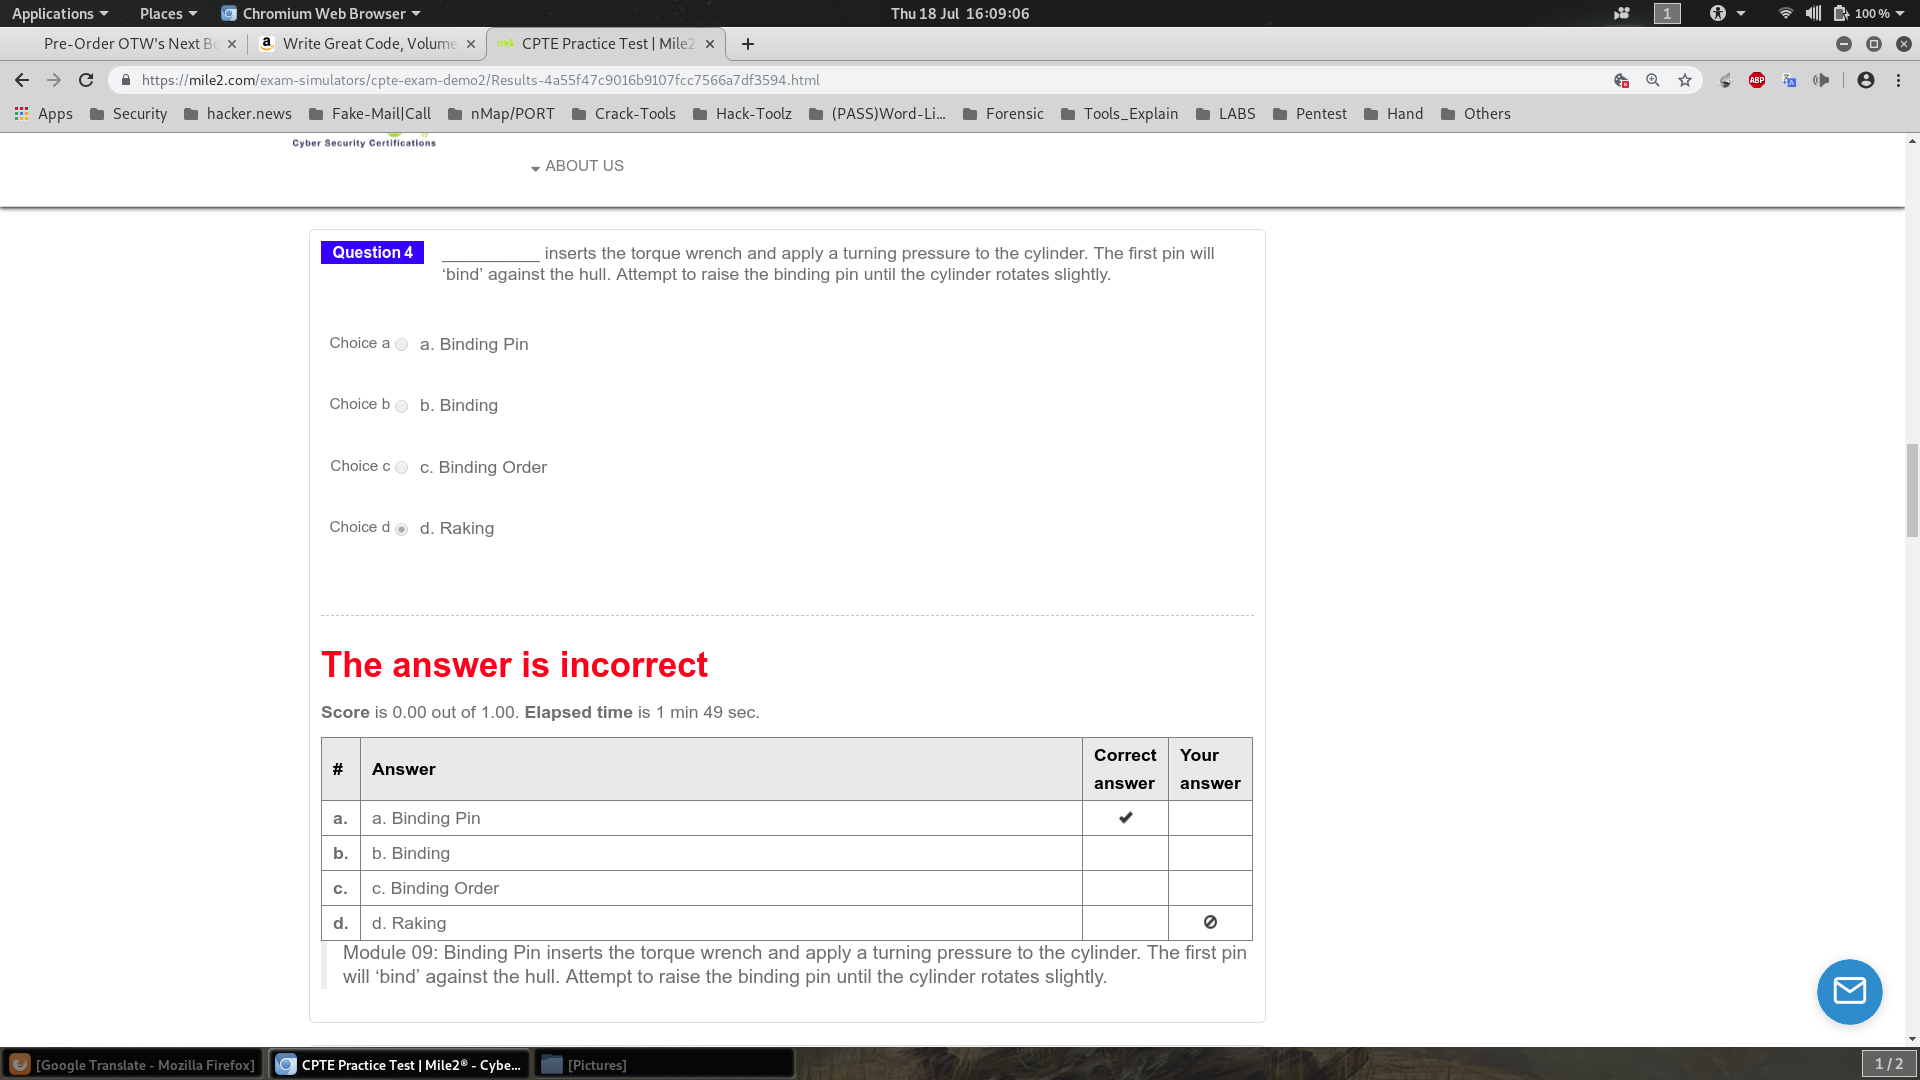 Applications Places Chromium Web Browser Thu 18 Jul 16:09:06 1 100 %
Pre-Order OTW's Next Bo Write Great Code, Volume CPTE Practice Test | Mile2
https://mile2.com/exam-simulators/cpte-exam-demo2/Results-4a55f47c9016b9107fcc7566a7df3594.html ABP
Apps Security hacker.news Fake-Mail|Call nMap/PORT Crack-Tools Hack-Toolz (PASS)Word-Li... Forensic Tools_Explain LABS Pentest Hand Others
Cyber Security Certifications
ABOUT US
Question 4 ___________ inserts the torque wrench and apply a turning pressure to the cylinder. The first pin will
‘bind’ against the hull. Attempt to raise the binding pin until the cylinder rotates slightly.
Choice a a. Binding Pin
Choice b b. Binding
Choice c c. Binding Order
Choice d d. Raking
The answer is incorrect
Score is 0.00 out of 1.00. Elapsed time is 1 min 49 sec.
# Answer Correct answer Your answer
a. a. Binding Pin
b. b. Binding
c. c. Binding Order
d. d. Raking
Module 09: Binding Pin inserts the torque wrench and apply a turning pressure to the cylinder. The first pin
will ‘bind’ against the hull. Attempt to raise the binding pin until the cylinder rotates slightly.
[Google Translate - Mozilla Firefox] CPTE Practice Test | Mile2® - Cybe... [Pictures] 1 / 2